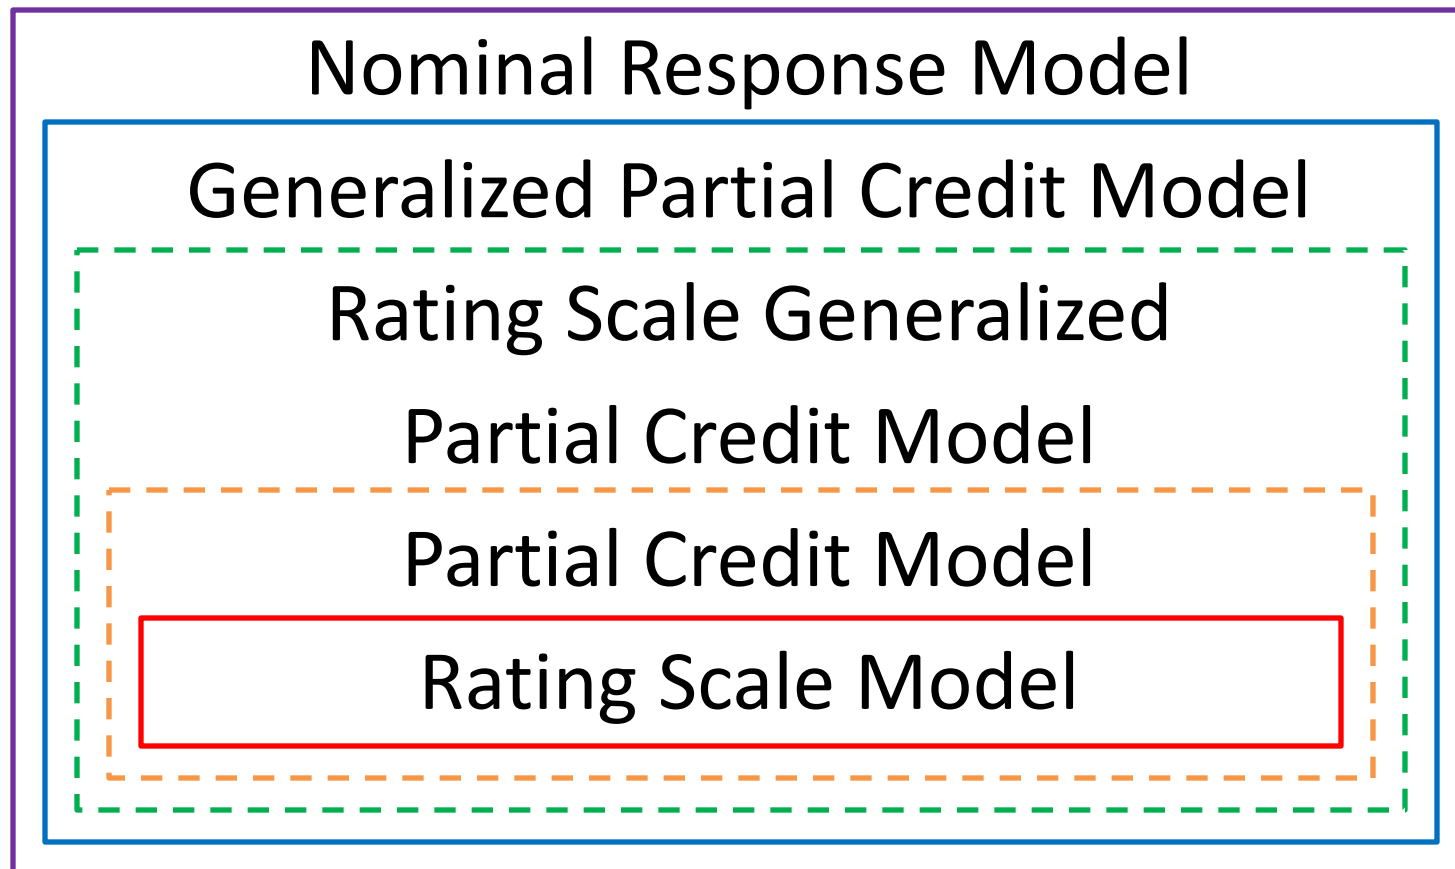 Nominal Response Model
Generalized Partial Credit Model
Rating Scale Generalized
Partial Credit Model
Partial Credit Model
Rating Scale Model